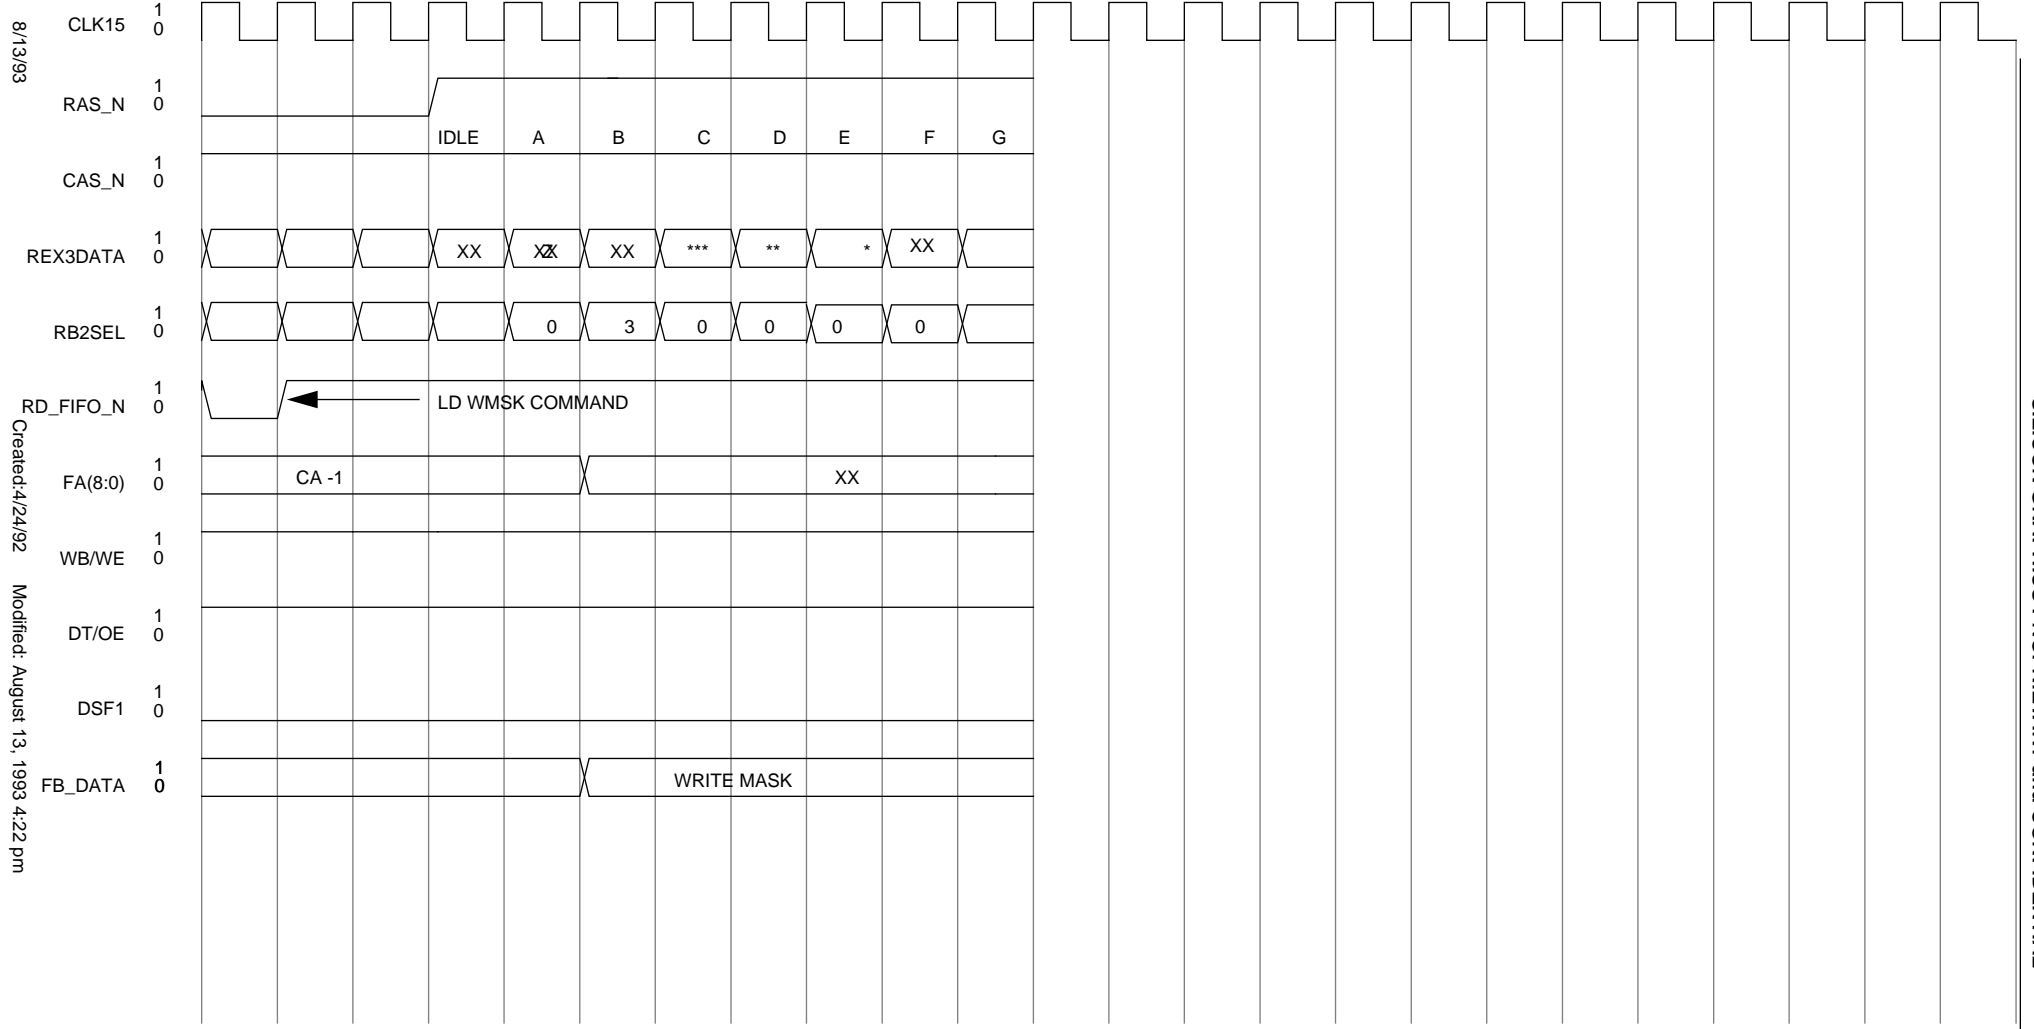 CLK15 1 0
RAS_N 1 0
IDLE A B C D E F G
CAS_N 1 0
REX3DATA 1 0 XX XX XX *** ** * XX
RB2SEL 1 0 0 3 0 0 0 0
RD_FIFO_N 1 0 LD WMSK COMMAND
FA(8:0) 1 0 CA -1 XX
WB/WE 1 0
DT/OE 1 0
DSF1 1 0
FB_DATA 1 0 WRITE MASK
8/13/93
Created:4/24/92 Modified: August 13, 1993 4:22 pm